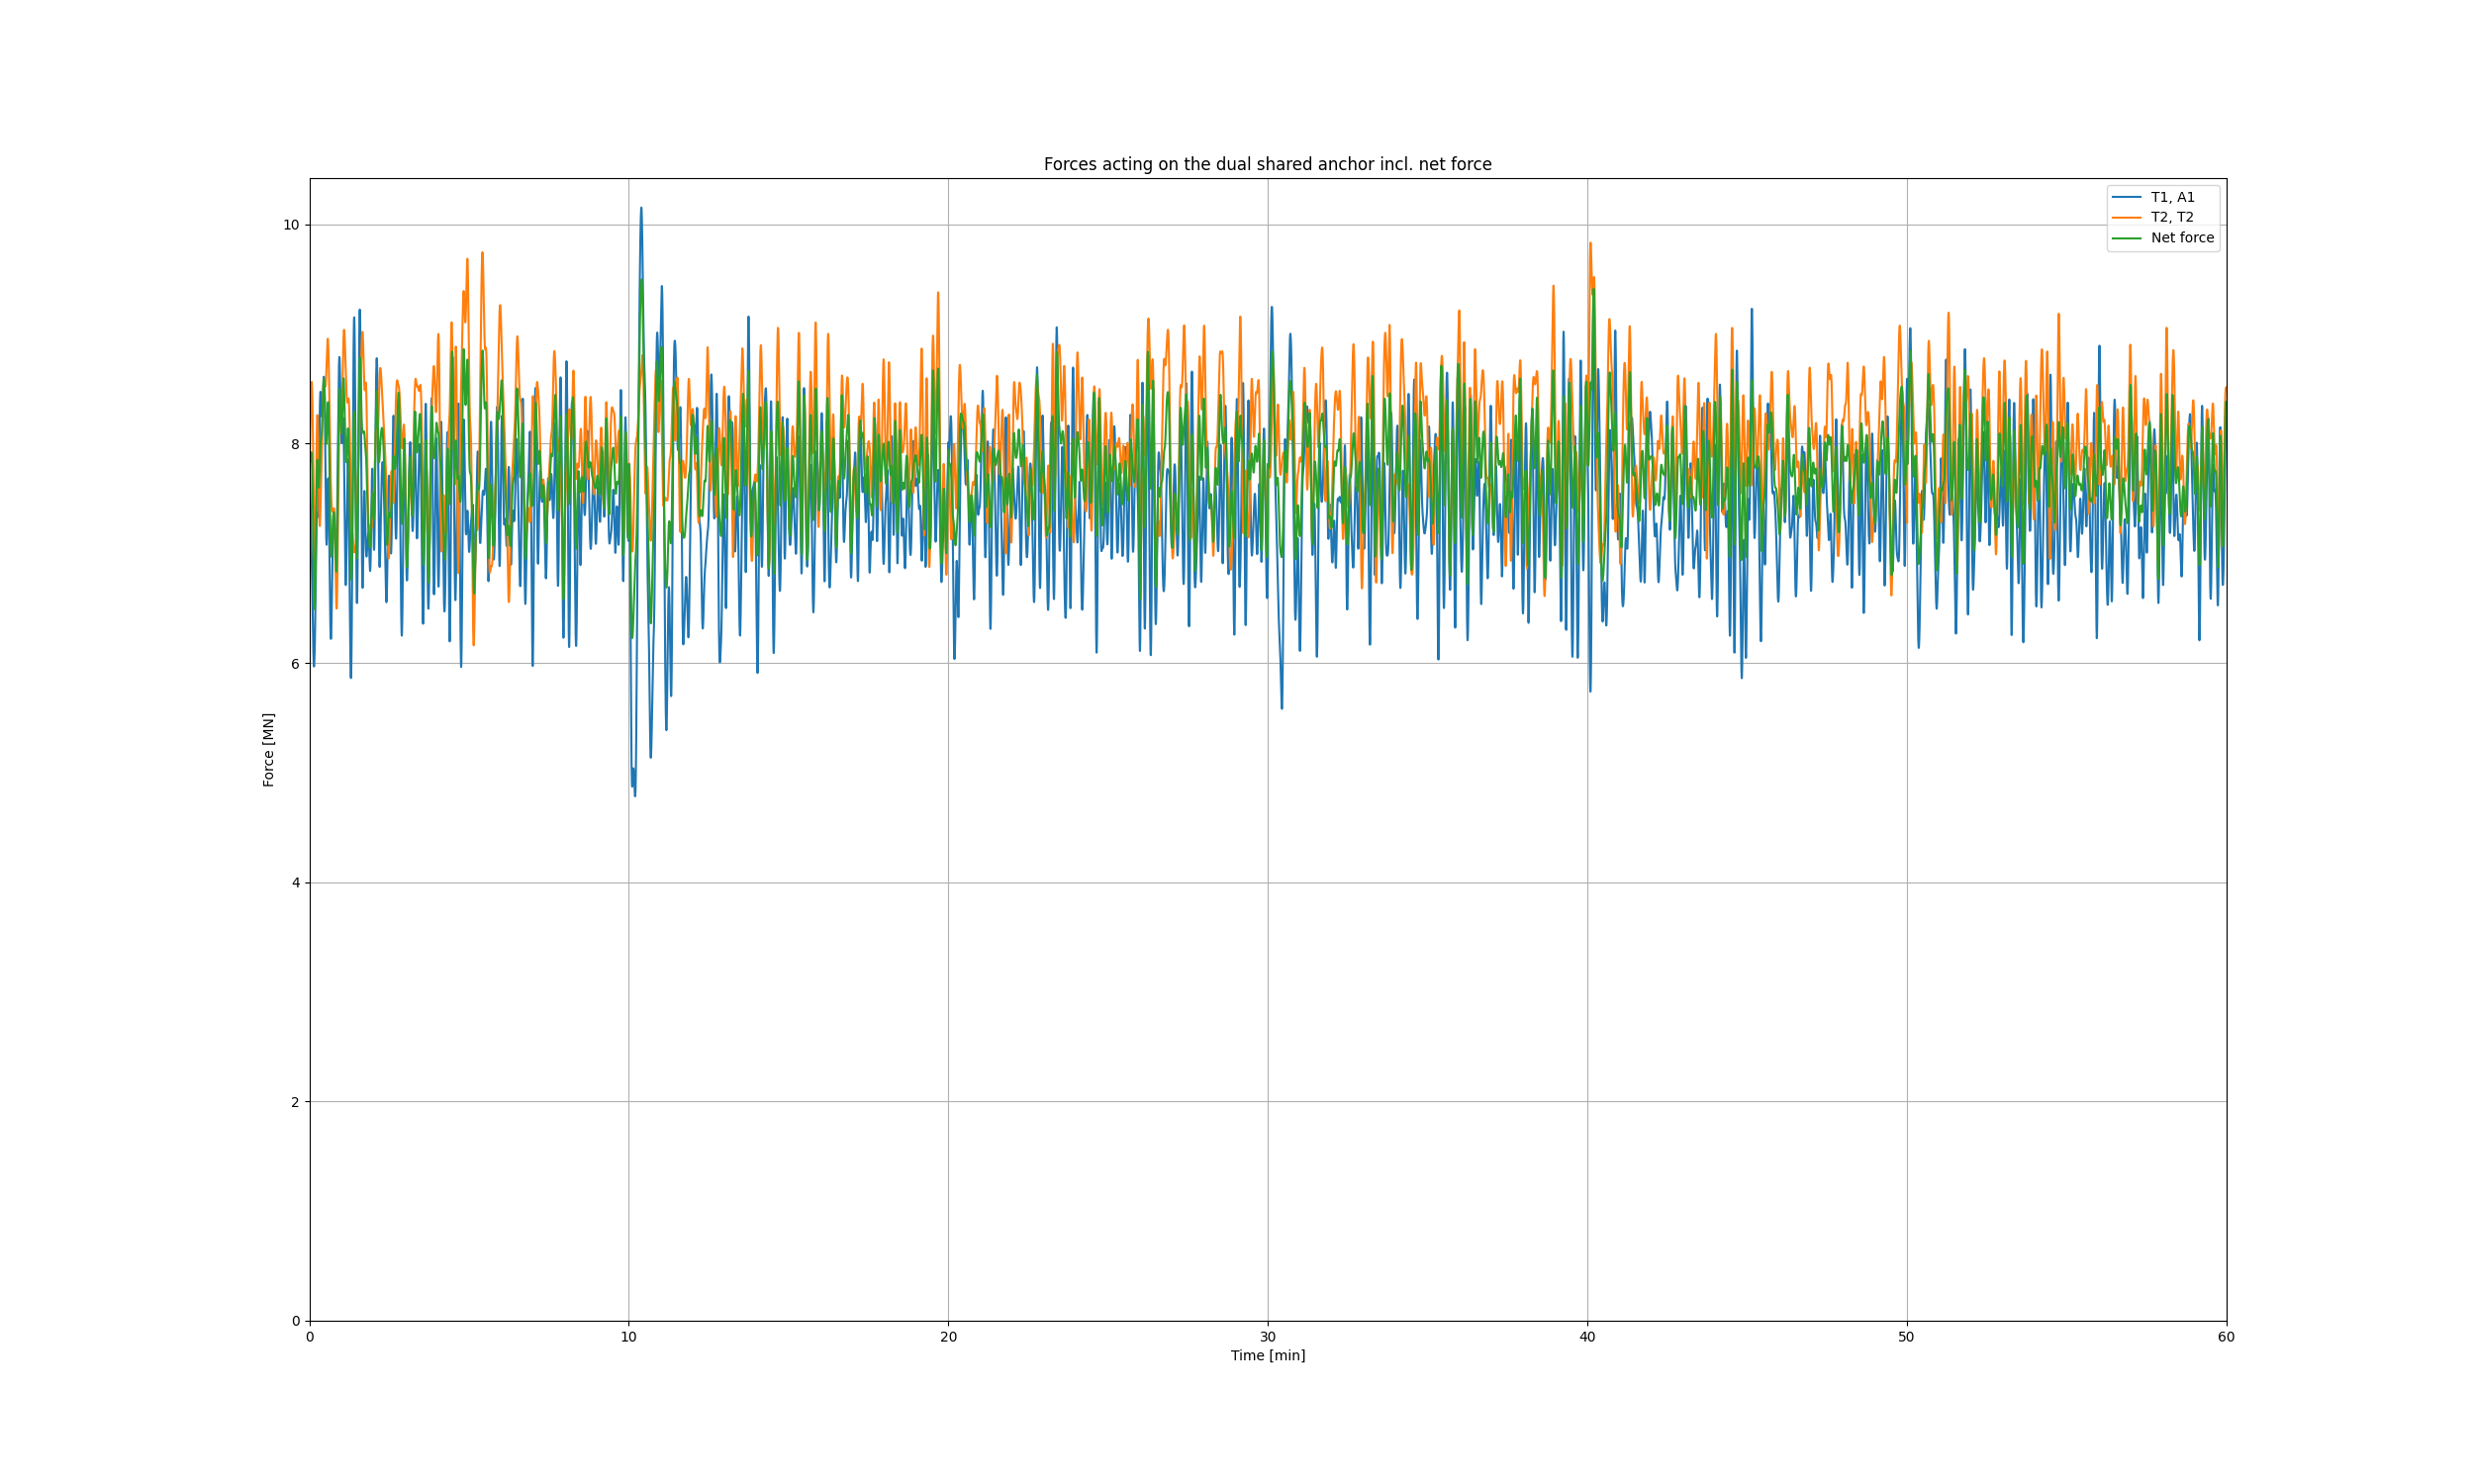 Forces acting on the dual shared anchor incl. net force
T1, A1
T2, T2
Net force
10
8
6
4
2
0
Force [MN]
0 10 20 30 40 50 60
Time [min]